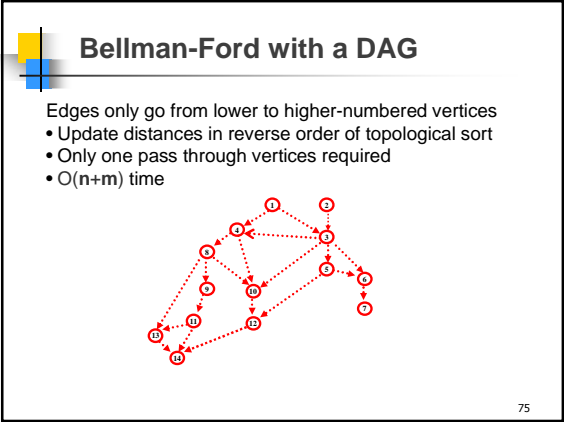 Bellman-Ford with a DAG
Edges only go from lower to higher-numbered vertices
• Update distances in reverse order of topological sort
• Only one pass through vertices required
• O(n+m) time
1 2
4 3
8
5
6
9 10
7
11 12
13
14
75